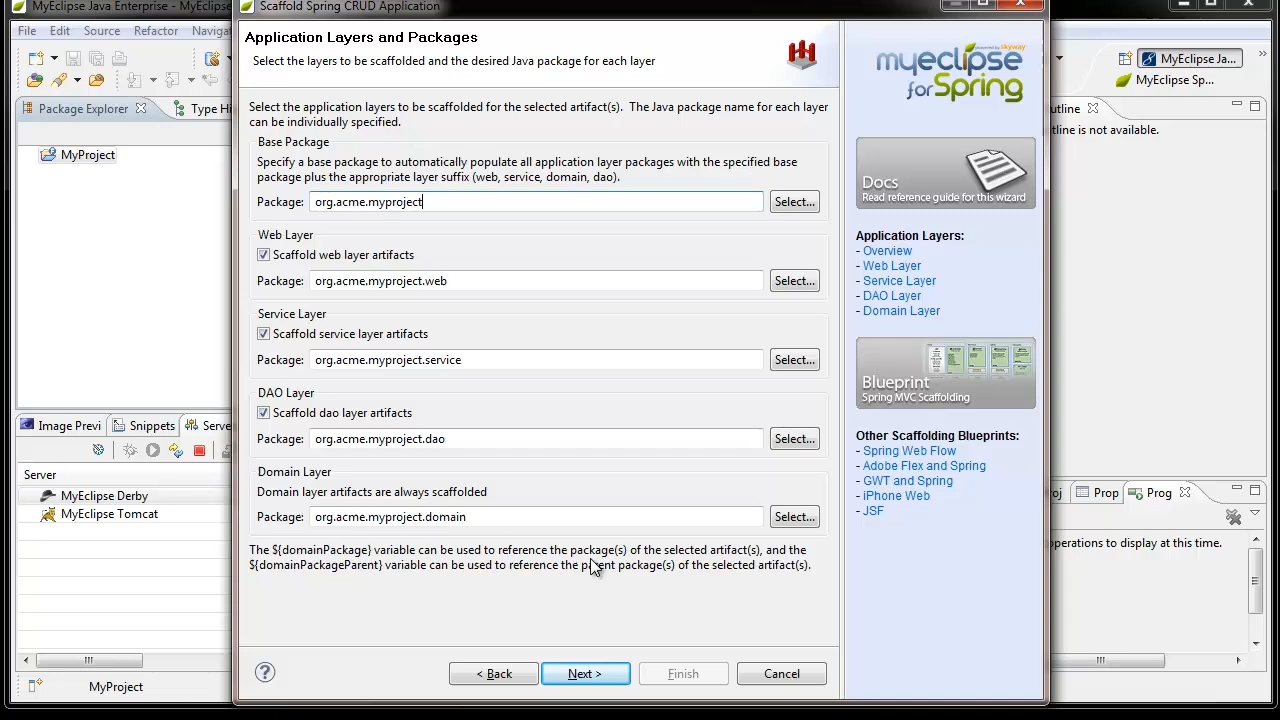 MyEclipse Java Enterprise - MyEclipse
Scaffold Spring CRUD Application
File Edit Source Refactor Navigat
Package Explorer Type Hi
MyProject
Image Previ Snippets Serve
Server
MyEclipse Derby
MyEclipse Tomcat
MyProject
Application Layers and Packages
Select the layers to be scaffolded and the desired Java package for each layer
Select the application layers to be scaffolded for the selected artifact(s). The Java package name for each layer
can be individually specified.
Base Package
Specify a base package to automatically populate all application layer packages with the specified base
package plus the appropriate layer suffix (web, service, domain, dao).
Package: org.acme.myproject Select...
Web Layer
Scaffold web layer artifacts
Package: org.acme.myproject.web Select...
Service Layer
Scaffold service layer artifacts
Package: org.acme.myproject.service Select...
DAO Layer
Scaffold dao layer artifacts
Package: org.acme.myproject.dao Select...
Domain Layer
Domain layer artifacts are always scaffolded
Package: org.acme.myproject.domain Select...
The ${domainPackage} variable can be used to reference the package(s) of the selected artifact(s), and the
${domainPackageParent} variable can be used to reference the parent package(s) of the selected artifact(s).
? < Back Next > Finish Cancel
powered by skyway
myeclipse
for Spring
Docs
Read reference guide for this wizard
Application Layers:
- Overview
- Web Layer
- Service Layer
- DAO Layer
- Domain Layer
Blueprint
Spring MVC Scaffolding
Other Scaffolding Blueprints:
- Spring Web Flow
- Adobe Flex and Spring
- GWT and Spring
- iPhone Web
- JSF
MyEclipse Ja...
MyEclipse Sp...
utline
tline is not available.
oj Prop Prog
operations to display at this time.